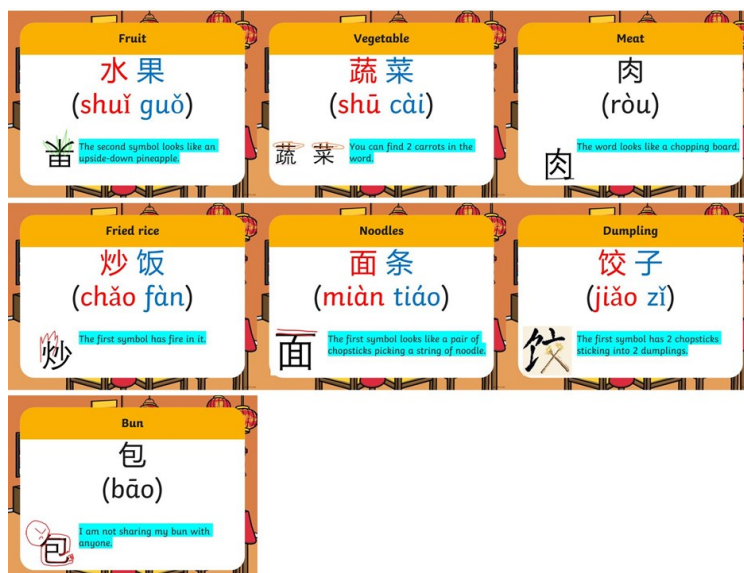 Fruit
水 果
(shuǐ guǒ)
The second symbol looks like an
upside-down pineapple.
Vegetable
蔬 菜
(shū cài)
蔬 菜
You can find 2 carrots in the
word.
Meat
肉
(ròu)
肉
The word looks like a chopping board.
Fried rice
炒 饭
(chǎo fàn)
炒
The first symbol has fire in it.
Noodles
面 条
(miàn tiáo)
面
The first symbol looks like a pair of
chopsticks picking a string of noodle.
Dumpling
饺 子
(jiǎo zǐ)
饺
The first symbol has 2 chopsticks
sticking into 2 dumplings.
Bun
包
(bāo)
包
I am not sharing my bun with
anyone.